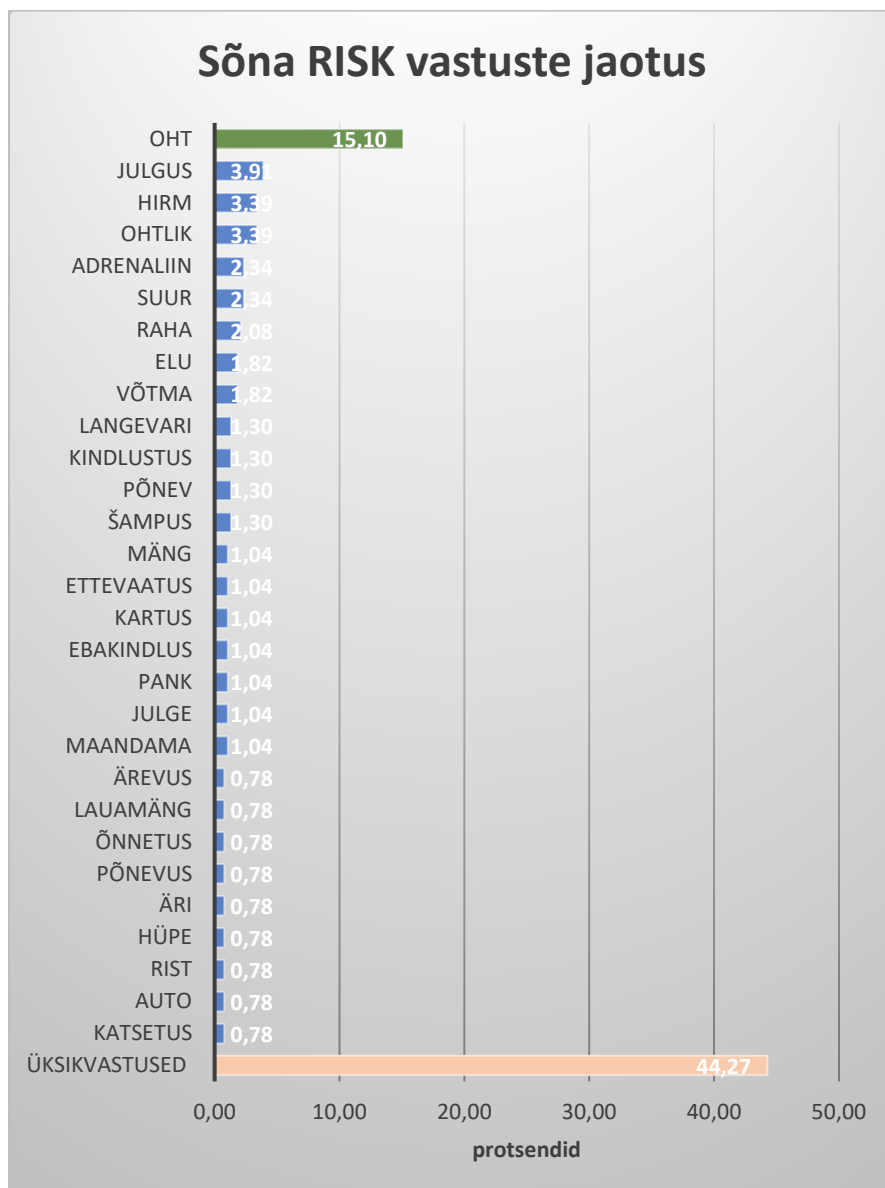 Sõna RISK vastuste jaotus
OHT 15,10
JULGUS 3,91
HIRM 3,39
OHTLIK 3,39
ADRENALIIN 2,34
SUUR 2,34
RAHA 2,08
ELU 1,82
VÕTMA 1,82
LANGEVARI 1,30
KINDLUSTUS 1,30
PÕNEV 1,30
ŠAMPUS 1,30
MÄNG 1,04
ETTEVAATUS 1,04
KARTUS 1,04
EBAKINDLUS 1,04
PANK 1,04
JULGE 1,04
MAANDAMA 1,04
ÄREVUS 0,78
LAUAMÄNG 0,78
ÕNNETUS 0,78
PÕNEVUS 0,78
ÄRI 0,78
HÜPE 0,78
RIST 0,78
AUTO 0,78
KATSETUS 0,78
ÜKSIKVASTUSED 44,27
0,00 10,00 20,00 30,00 40,00 50,00
protsendid